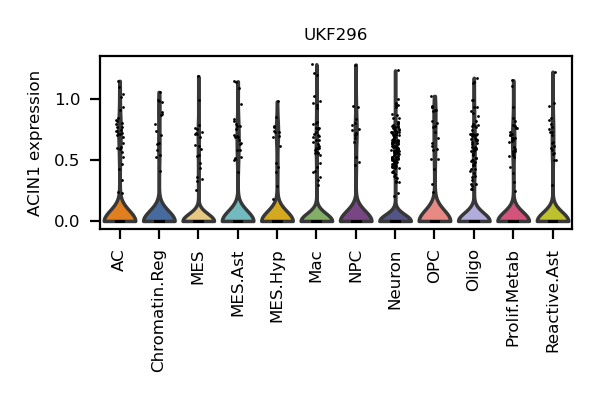 UKF296
ACIN1 expression
1.0
0.5
0.0
AC
Chromatin.Reg
MES
MES.Ast
MES.Hyp
Mac
NPC
Neuron
OPC
Oligo
Prolif.Metab
Reactive.Ast